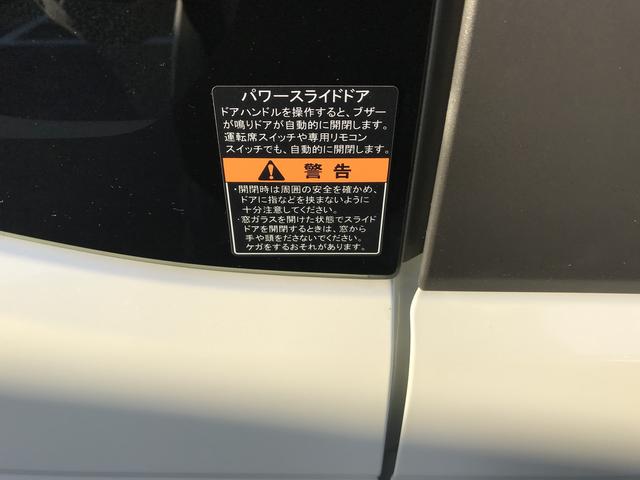 パワースライドドア
ドアハンドルを操作すると、ブザー
が鳴りドアが自動的に開閉します。
運転席スイッチや専用リモコン
スイッチでも、自動的に開閉します。
警告
・開閉時は周囲の安全を確かめ、
ドアに指などを挟まないように
十分注意してください。
・窓ガラスを開けた状態でスライド
ドアを開閉するときは、窓から
手や頭をださないでください。
ケガをするおそれがあります。